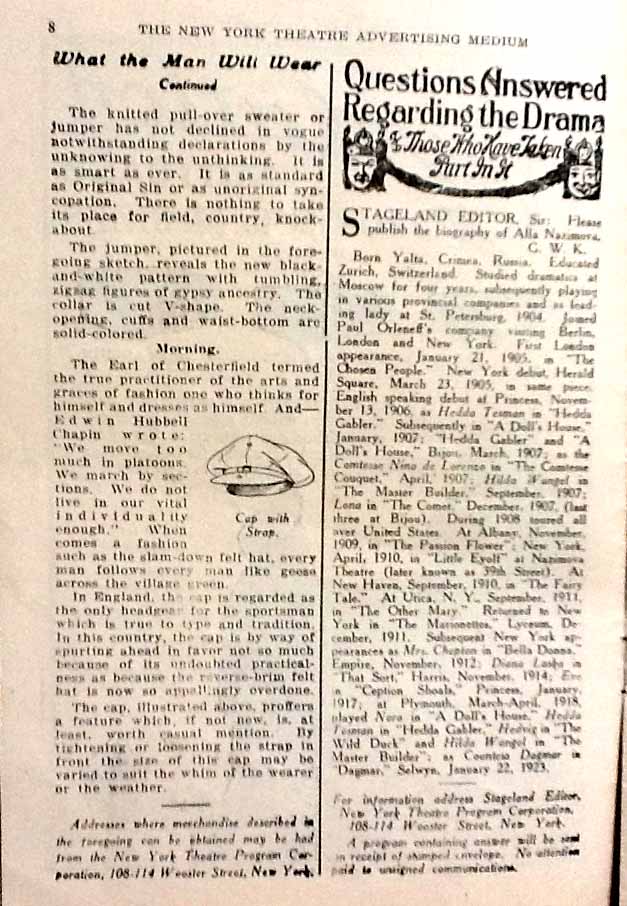 8
THE NEW YORK THEATRE ADVERTISING MEDIUM
What the Man Will Wear
Continued
The knitted pull-over sweater or
jumper has not declined in vogue
notwithstanding declarations by the
unknowing to the unthinking. It is
as smart as ever. It is as standard
as Original Sin or as unoriginal syn-
copation. There is nothing to take
its place for field, country, knock-
about.
The jumper, pictured in the fore-
going sketch, reveals the new black-
and-white pattern with tumbling,
zigzag figures of gypsy ancestry. The
collar is cut V-shape. The neck-
opening, cuffs and waist-bottom are
solid-colored.
Morning.
The Earl of Chesterfield termed
the true practitioner of the arts and
graces of fashion one who thinks for
himself and dresses as himself. And—
Edwin Hubbell
Chapin wrote:
"We move too
much in platoons.
We march by sec-
tions. We do not
live in our vital
individuality
enough." When
comes a fashion
such as the slam-down felt hat, every
man follows every man like geese
across the village green.
Cap with
Strap.
In England, the cap is regarded as
the only headgear for the sportsman
which is true to type and tradition.
In this country, the cap is by way of
spurting ahead in favor not so much
because of its undoubted practical-
ness as because the reverse-brim felt
hat is now so appallingly overdone.
The cap, illustrated above, proffers
a feature which, if not new, is, at
least, worth casual mention. By
tightening or loosening the strap in
front the size of this cap may be
varied to suit the whim of the wearer
or the weather.
Addresses where merchandise described in
the foregoing can be obtained may be had
from the New York Theatre Program Cor-
poration, 108-114 Wooster Street, New York.
Questions Answered
Regarding the Drama
& Those Who Have Taken
Part In It
STAGELAND EDITOR, Sir: Please
publish the biography of Alla Nazimova.
G. W. K.
Born Yalta, Crimea, Russia. Educated
Zurich, Switzerland. Studied dramatics at
Moscow for four years, subsequently playing
in various provincial companies and as lead-
ing lady at St. Petersburg, 1904. Joined
Paul Orleneff's company visiting Berlin,
London and New York. First London
appearance, January 21, 1905, in "The
Chosen People." New York debut, Herald
Square, March 23, 1905, in same piece.
English speaking debut at Princess, Novem-
ber 13, 1906, as Hedda Tesman in "Hedda
Gabler." Subsequently in "A Doll's House,"
January, 1907; "Hedda Gabler" and "A
Doll's House," Bijou, March, 1907; as the
Comtesse Nina de Lorenzo in "The Comtesse
Coquet," April, 1907; Hilda Wangel in
"The Master Builder," September, 1907;
Lona in "The Comet," December, 1907, (last
three at Bijou). During 1908 toured all
over United States. At Albany, November,
1909, in "The Passion Flower"; New York,
April, 1910, in "Little Eyolf" at Nazimova
Theatre (later known as 39th Street). At
New Haven, September, 1910, in "The Fairy
Tale." At Utica, N. Y., September, 1911,
in "The Other Mary." Returned to New
York in "The Marionettes," Lyceum, De-
cember, 1911. Subsequent New York ap-
pearances as Mrs. Chepton in "Bella Donna,"
Empire, November, 1912; Diana Laska in
"That Sort," Harris, November, 1914; Eve
in "Ception Shoals," Princess, January,
1917; at Plymouth, March-April, 1918,
played Nora in "A Doll's House," Hedda
Tesman in "Hedda Gabler," Hedvig in "The
Wild Duck" and Hilda Wangel in "The
Master Builder"; as Countess Dagmar in
"Dagmar," Selwyn, January 22, 1923.
For information address Stageland Editor,
New York Theatre Program Corporation,
108-114 Wooster Street, New York.
A program containing answer will be sent
in receipt of stamped envelope. No attention
paid to unsigned communications.